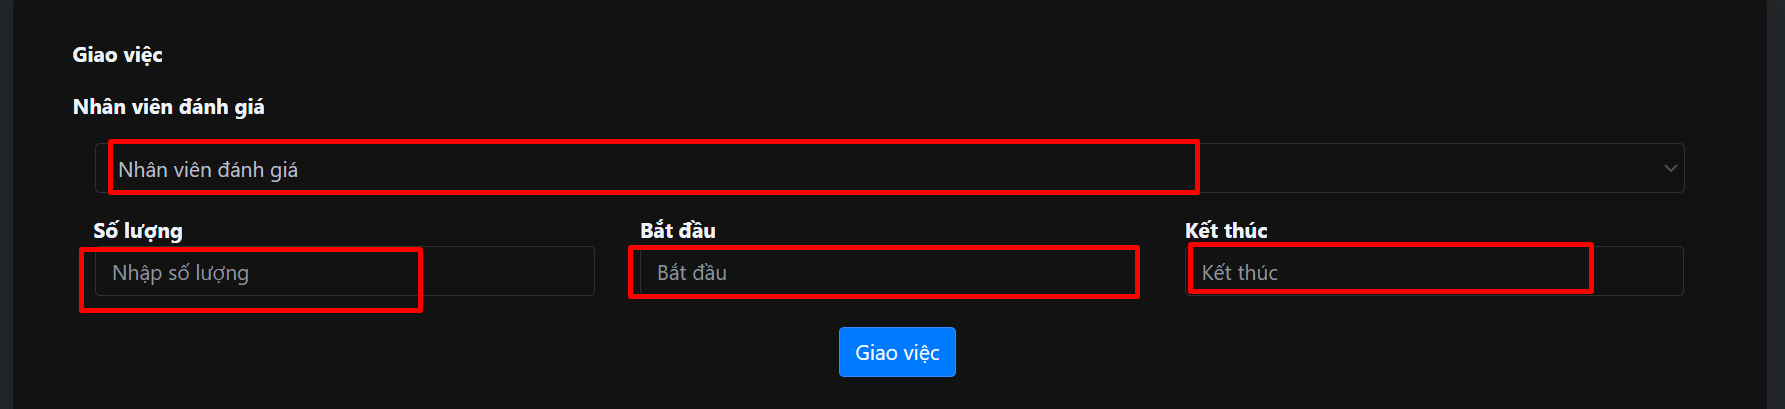 Giao việc
Nhân viên đánh giá
Nhân viên đánh giá
Số lượng Bắt đầu Kết thúc
Nhập số lượng Bắt đầu Kết thúc
Giao việc